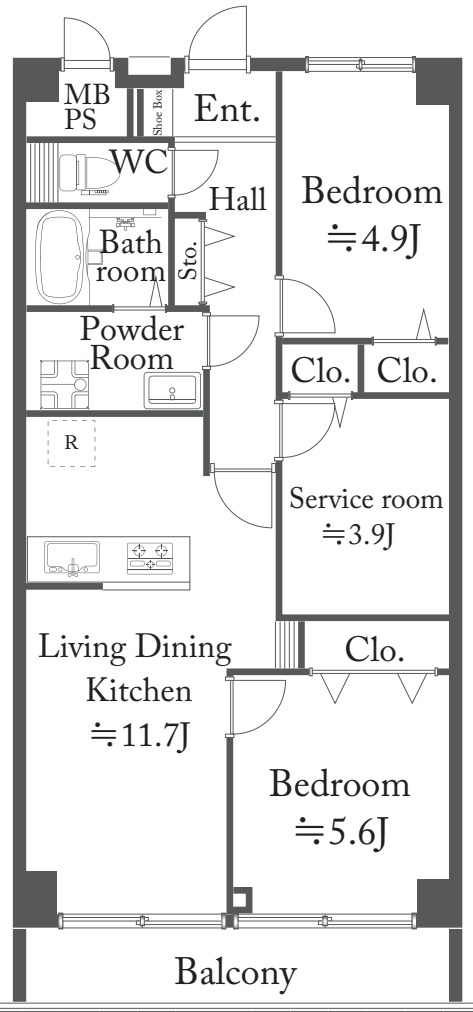 MB
PS
Shoe Box
Ent.
WC
Hall
Bedroom
≒4.9J
Bath
room
Sto.
Powder
Room
Clo.
Clo.
R
Service room
≒3.9J
Living Dining
Kitchen
≒11.7J
Clo.
Bedroom
≒5.6J
Balcony